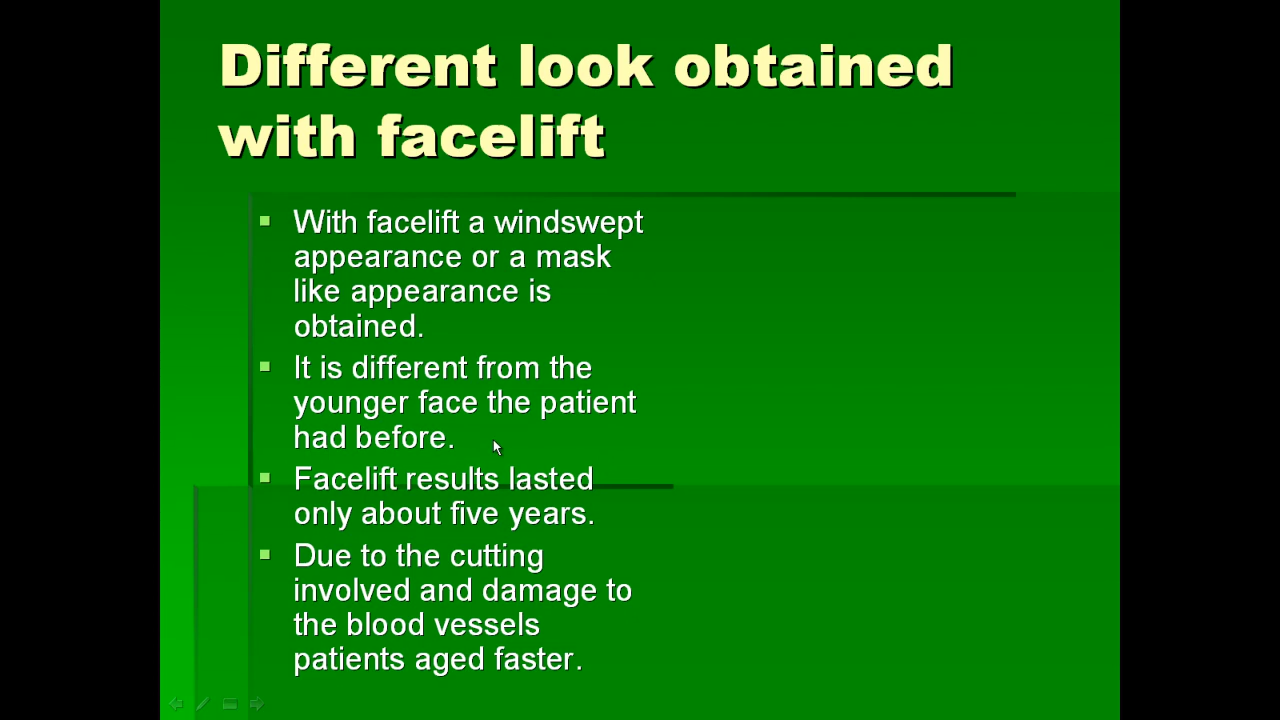 Different look obtained
with facelift
With facelift a windswept
appearance or a mask
like appearance is
obtained.
It is different from the
younger face the patient
had before.
Facelift results lasted
only about five years.
Due to the cutting
involved and damage to
the blood vessels
patients aged faster.